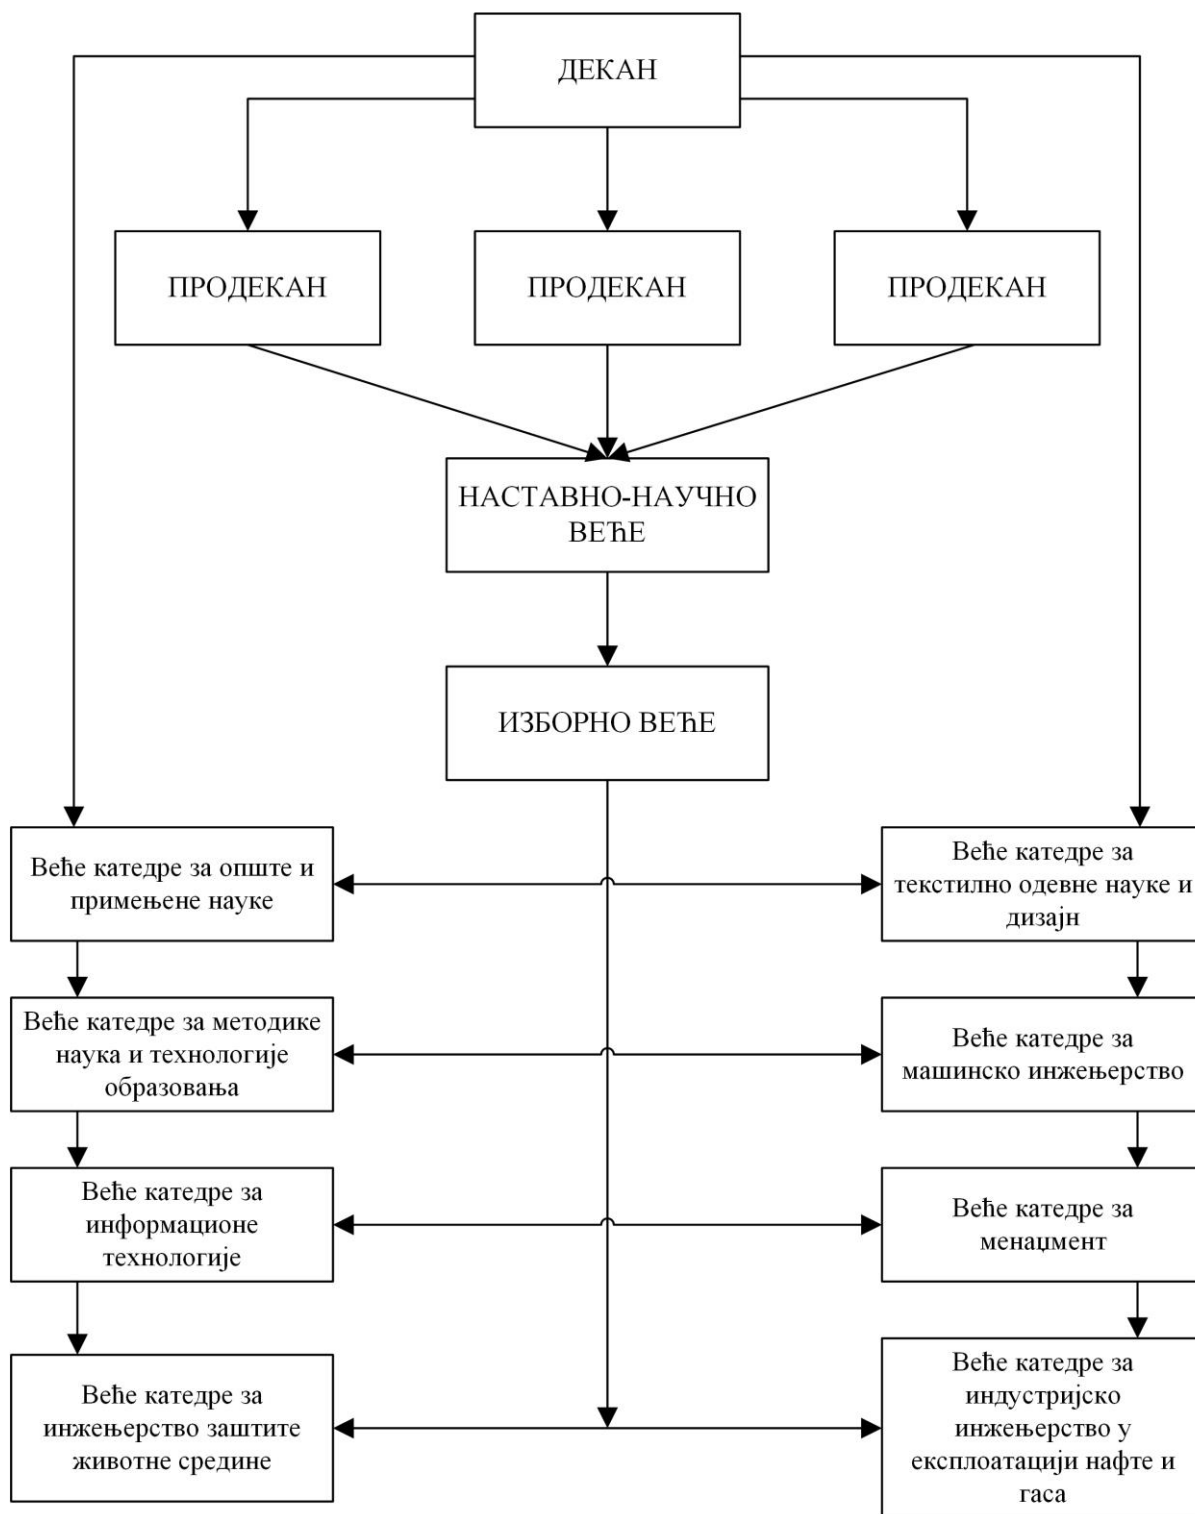 ДЕКАН
ПРОДЕКАН
ПРОДЕКАН
ПРОДЕКАН
НАСТАВНО-НАУЧНО
ВЕЋЕ
ИЗБОРНО ВЕЋЕ
Веће катедре за опште и
примењене науке
Веће катедре за
текстилно одевне науке и
дизајн
Веће катедре за методике
наука и технологије
образовања
Веће катедре за
машинско инжењерство
Веће катедре за
информационе
технологије
Веће катедре за
менаџмент
Веће катедре за
инжењерство заштите
животне средине
Веће катедре за
индустријско
инжењерство у
експлоатацији нафте и
гаса